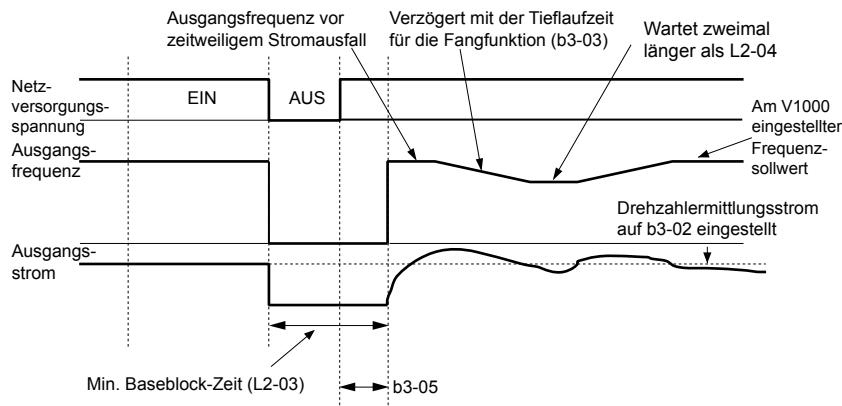 Ausgangsfrequenz vor
zeitweiligem Stromausfall
Verzögert mit der Tieflaufzeit
für die Fangfunktion (b3-03)
Wartet zweimal
länger als L2-04
Netz-
versorgungs-
spannung
EIN
AUS
Am V1000
eingestellter
Frequenz-
sollwert
Ausgangs-
frequenz
Drehzahlermittlungsstrom
auf b3-02 eingestellt
Ausgangs-
strom
Min. Baseblock-Zeit (L2-03)
b3-05